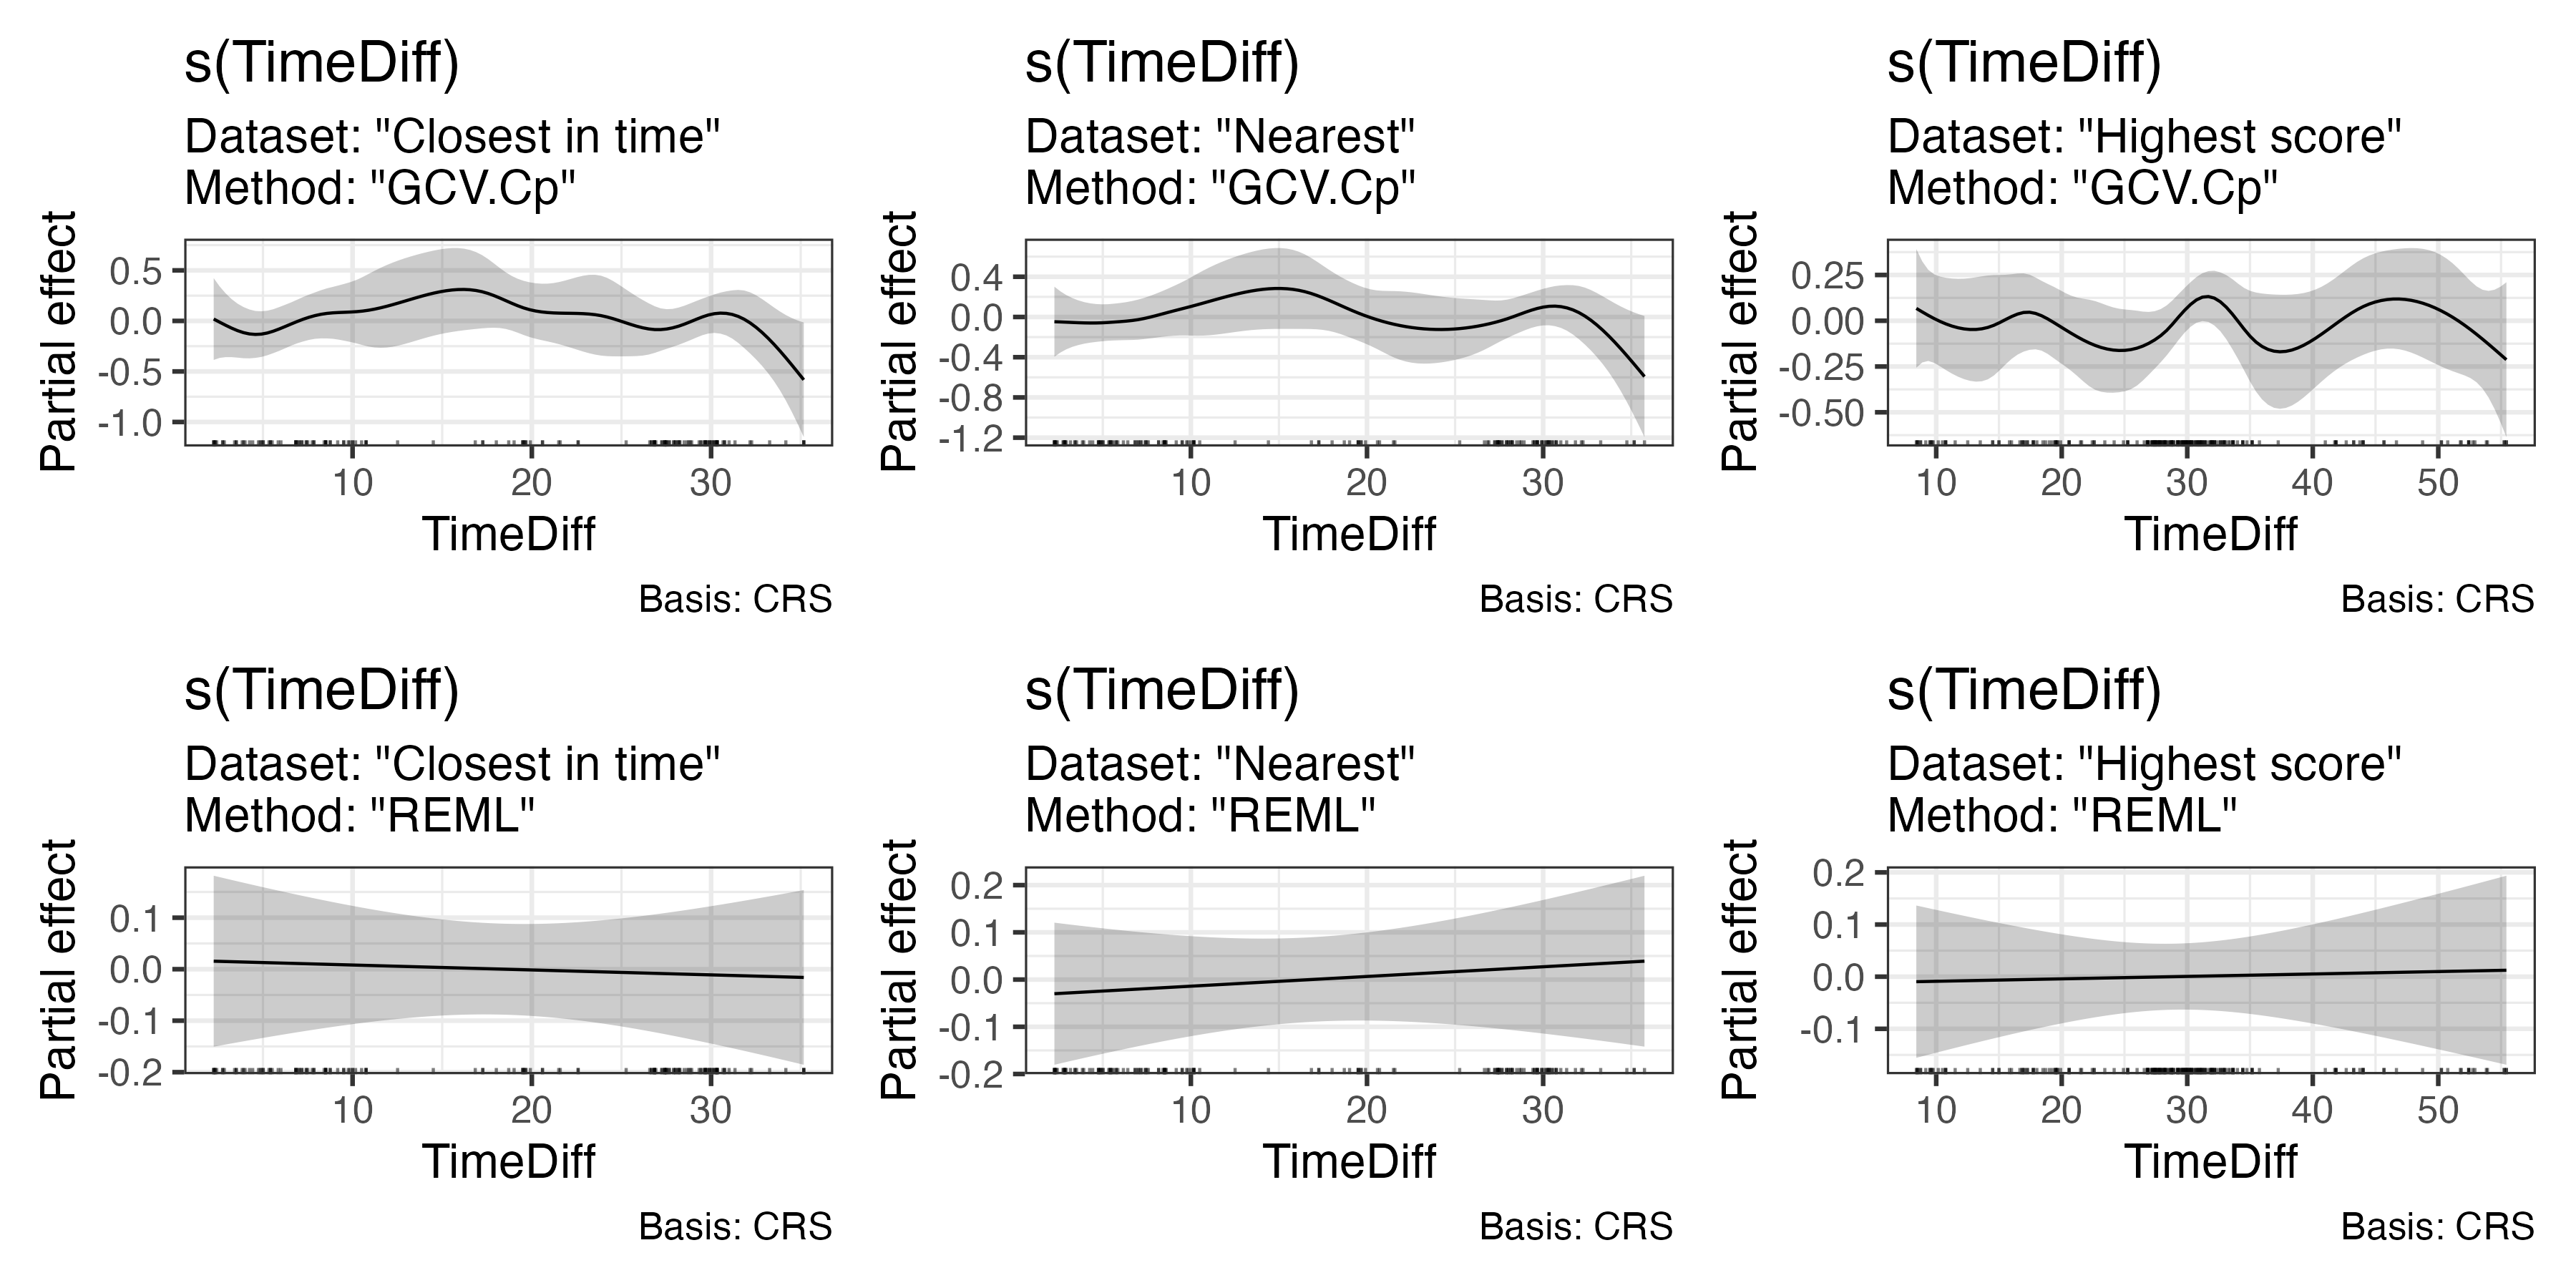 s(TimeDiff)
Dataset: "Closest in time"
Method: "GCV.Cp"
Partial effect
0.5
0.0
-0.5
-1.0
10 20 30
TimeDiff
Basis: CRS
s(TimeDiff)
Dataset: "Nearest"
Method: "GCV.Cp"
Partial effect
0.4
0.0
-0.4
-0.8
-1.2
10 20 30
TimeDiff
Basis: CRS
s(TimeDiff)
Dataset: "Highest score"
Method: "GCV.Cp"
Partial effect
0.25
0.00
-0.25
-0.50
10 20 30 40 50
TimeDiff
Basis: CRS
s(TimeDiff)
Dataset: "Closest in time"
Method: "REML"
Partial effect
0.1
0.0
-0.1
-0.2
10 20 30
TimeDiff
Basis: CRS
s(TimeDiff)
Dataset: "Nearest"
Method: "REML"
Partial effect
0.2
0.1
0.0
-0.1
-0.2
10 20 30
TimeDiff
Basis: CRS
s(TimeDiff)
Dataset: "Highest score"
Method: "REML"
Partial effect
0.2
0.1
0.0
-0.1
10 20 30 40 50
TimeDiff
Basis: CRS